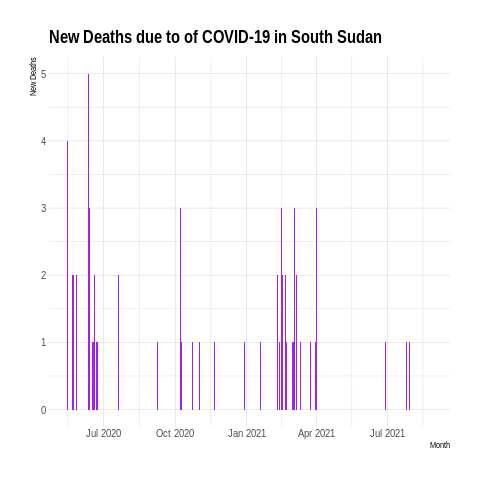 New Deaths due to of COVID-19 in South Sudan
New Deaths
5
4
3
2
1
0
Jul 2020 Oct 2020 Jan 2021 Apr 2021 Jul 2021
Month